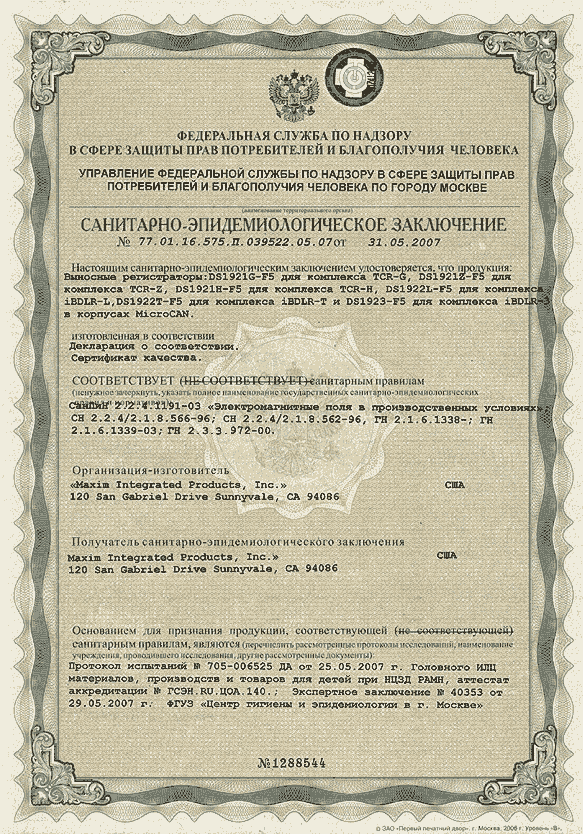 ФЕДЕРАЛЬНАЯ СЛУЖБА ПО НАДЗОРУ
В СФЕРЕ ЗАЩИТЫ ПРАВ ПОТРЕБИТЕЛЕЙ И БЛАГОПОЛУЧИЯ ЧЕЛОВЕКА
УПРАВЛЕНИЕ ФЕДЕРАЛЬНОЙ СЛУЖБЫ ПО НАДЗОРУ В СФЕРЕ ЗАЩИТЫ ПРАВ
ПОТРЕБИТЕЛЕЙ И БЛАГОПОЛУЧИЯ ЧЕЛОВЕКА ПО ГОРОДУ МОСКВЕ
(наименование территориального органа)
САНИТАРНО-ЭПИДЕМИОЛОГИЧЕСКОЕ ЗАКЛЮЧЕНИЕ
№ 77.01.16.575.П.039522.05.07 от 31.05.2007
Настоящим санитарно-эпидемиологическим заключением удостоверяется, что продукция:
Выносные регистраторы:DS1921G-F5 для комплекса TCR-G, DS1921Z-F5 для
комплекса TCR-Z, DS1921H-F5 для комплекса TCR-H, DS1922L-F5 для комплекса
iBDLR-L,DS1922T-F5 для комплекса iBDLR-T и DS1923-F5 для комплекса iBDLR-3
в корпусах MicroCAN.
изготовленная в соответствии
Декларация о соответствии.
Сертификат качества.
СООТВЕТСТВУЕТ (НЕ СООТВЕТСТВУЕТ) санитарным правилам
(ненужное зачеркнуть, указать полное наименование государственных санитарно-эпидемиологических
СанПиН 2.2.4.1191-03 «Электромагнитные поля в производственных условиях»;
СН 2.2.4/2.1.8.566-96; СН 2.2.4/2.1.8.562-96, ГН 2.1.6.1338-; ГН
2.1.6.1339-03; ГН 2.3.3.972-00.
Организация-изготовитель
«Maxim Integrated Products, Inc.» США
120 San Gabriel Drive Sunnyvale, CA 94086
Получатель санитарно-эпидемиологического заключения
Maxim Integrated Products, Inc.» США
120 San Gabriel Drive Sunnyvale, CA 94086
Основанием для признания продукции, соответствующей (не соответствующей)
санитарным правилам, являются (перечислить рассмотренные протоколы исследований, наименование
учреждения, проводившего исследования, другие рассмотренные документы):
Протокол испытаний № 705-006525 ДА от 25.05.2007 г. Головного ИЛЦ
материалов, производств и товаров для детей при НЦЗД РАМН, аттестат
аккредитации № ГСЭН.RU.ЦОА.140.; Экспертное заключение № 40353 от
29.05.2007 г. ФГУЗ «Центр гигиены и эпидемиологии в г. Москве»
№1288544
© ЗАО «Первый печатный двор», г. Москва, 2006 г. Уровень «В».